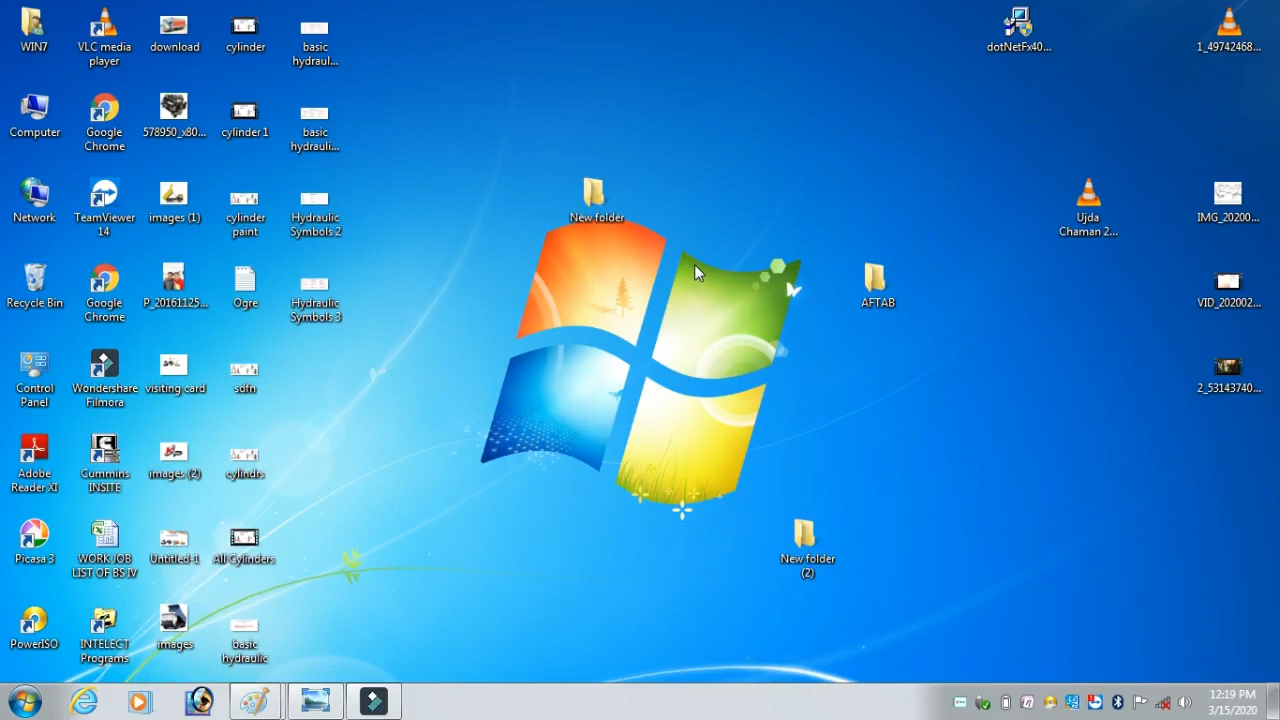 WIN7
VLC media
player
download
cylinder
basic
hydraul...
dotNetFx40...
1_49742468...
Computer
Google
Chrome
578950_x80...
cylinder 1
basic
hydrauli...
Network
TeamViewer
14
images (1)
cylinder
paint
Hydraulic
Symbols 2
New folder
Ujda
Chaman 2...
IMG_20200...
Recycle Bin
Google
Chrome
P_20161125...
Ogre
Hydraulic
Symbols 3
AFTAB
VID_202002...
Control
Panel
Wondershare
Filmora
visiting card
sdfn
2_53143740...
Adobe
Reader XI
Cummins
INSITE
images (2)
cylindrs
Picasa 3
WORK JOB
LIST OF BS IV
Untitled-1
All Cylinders
New folder
(2)
PowerISO
INTELECT
Programs
images
basic
hydraulic
12:19 PM
3/15/2020